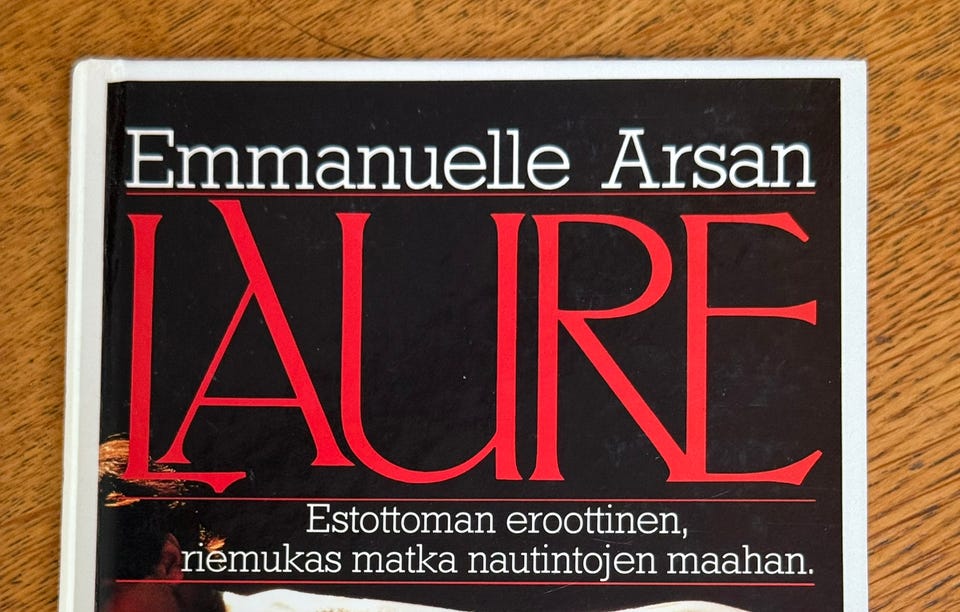 Emmanuelle Arsan
LAURE
Estottoman eroottinen,
riemukas matka nautintojen maahan.